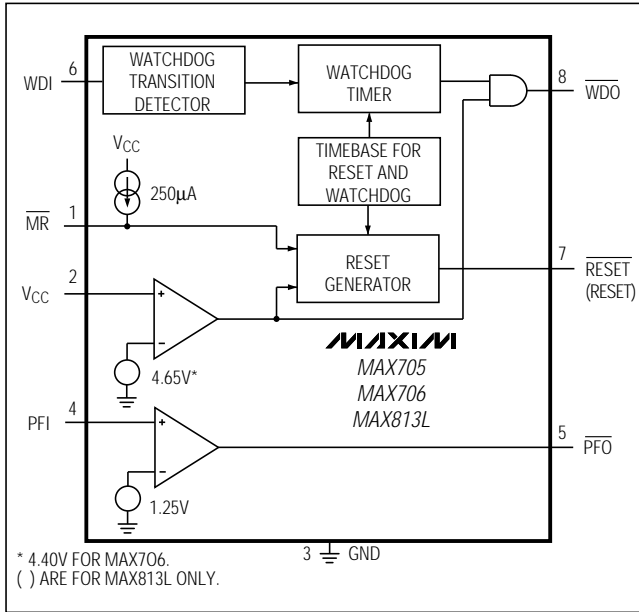 WDI
6
WATCHDOG
TRANSITION
DETECTOR
WATCHDOG
TIMER
8
WDO
VCC
250µA
TIMEBASE FOR
RESET AND
WATCHDOG
MR
1
RESET
GENERATOR
7
RESET
(RESET)
VCC
2
+
−
4.65V*
MAXIM
MAX705
MAX706
MAX813L
PFI
4
+
−
1.25V
5
PFO
3
GND
* 4.40V FOR MAX706.
( ) ARE FOR MAX813L ONLY.